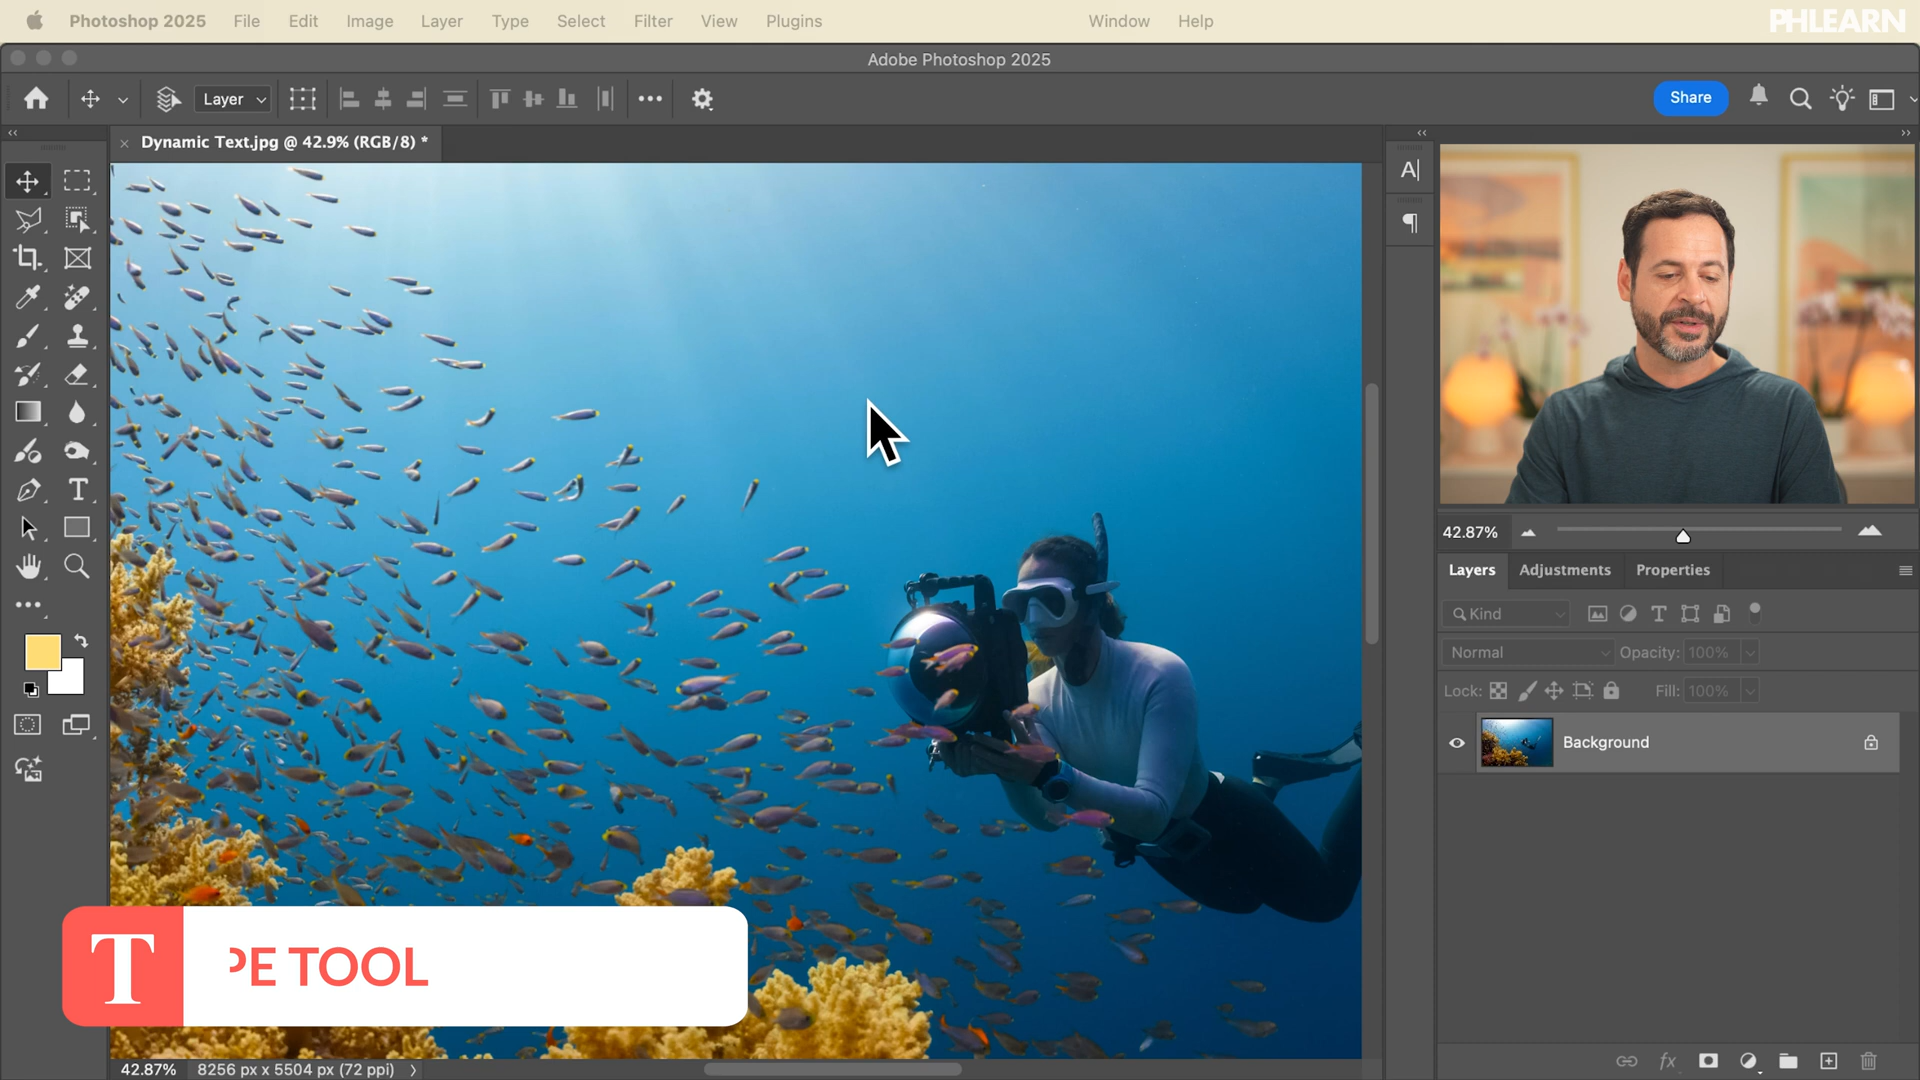 Photoshop 2025 File Edit Image Layer Type Select Filter View Plugins Window Help
PHLEARN
Adobe Photoshop 2025
Layer
Share
Dynamic Text.jpg @ 42.9% (RGB/8) *
A|
42.87%
Layers Adjustments Properties
Kind
Normal Opacity: 100%
Lock: Fill: 100%
Background
T PE TOOL
fx
42.87% 8256 px x 5504 px (72 ppi)